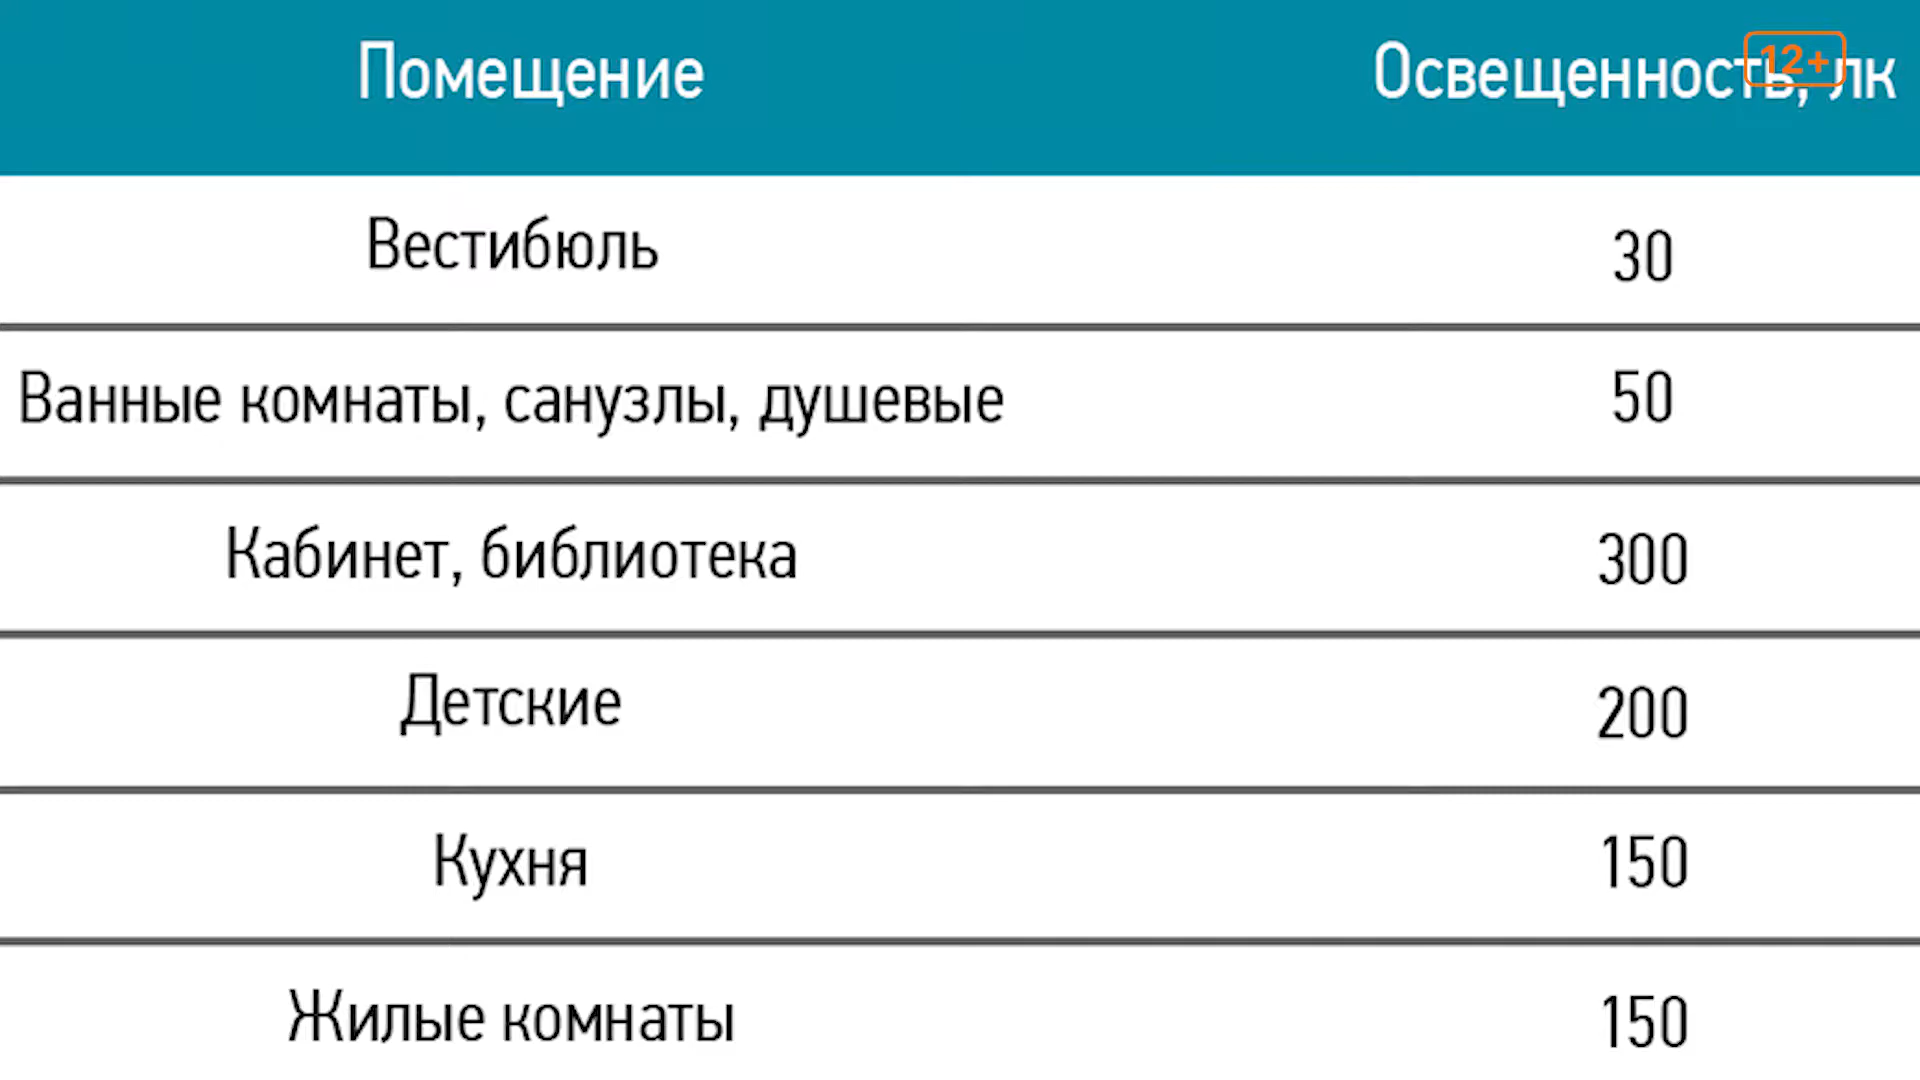 Помещение
Освещенность, лк
12+
Вестибюль
30
Ванные комнаты, санузлы, душевые
50
Кабинет, библиотека
300
Детские
200
Кухня
150
Жилые комнаты
150